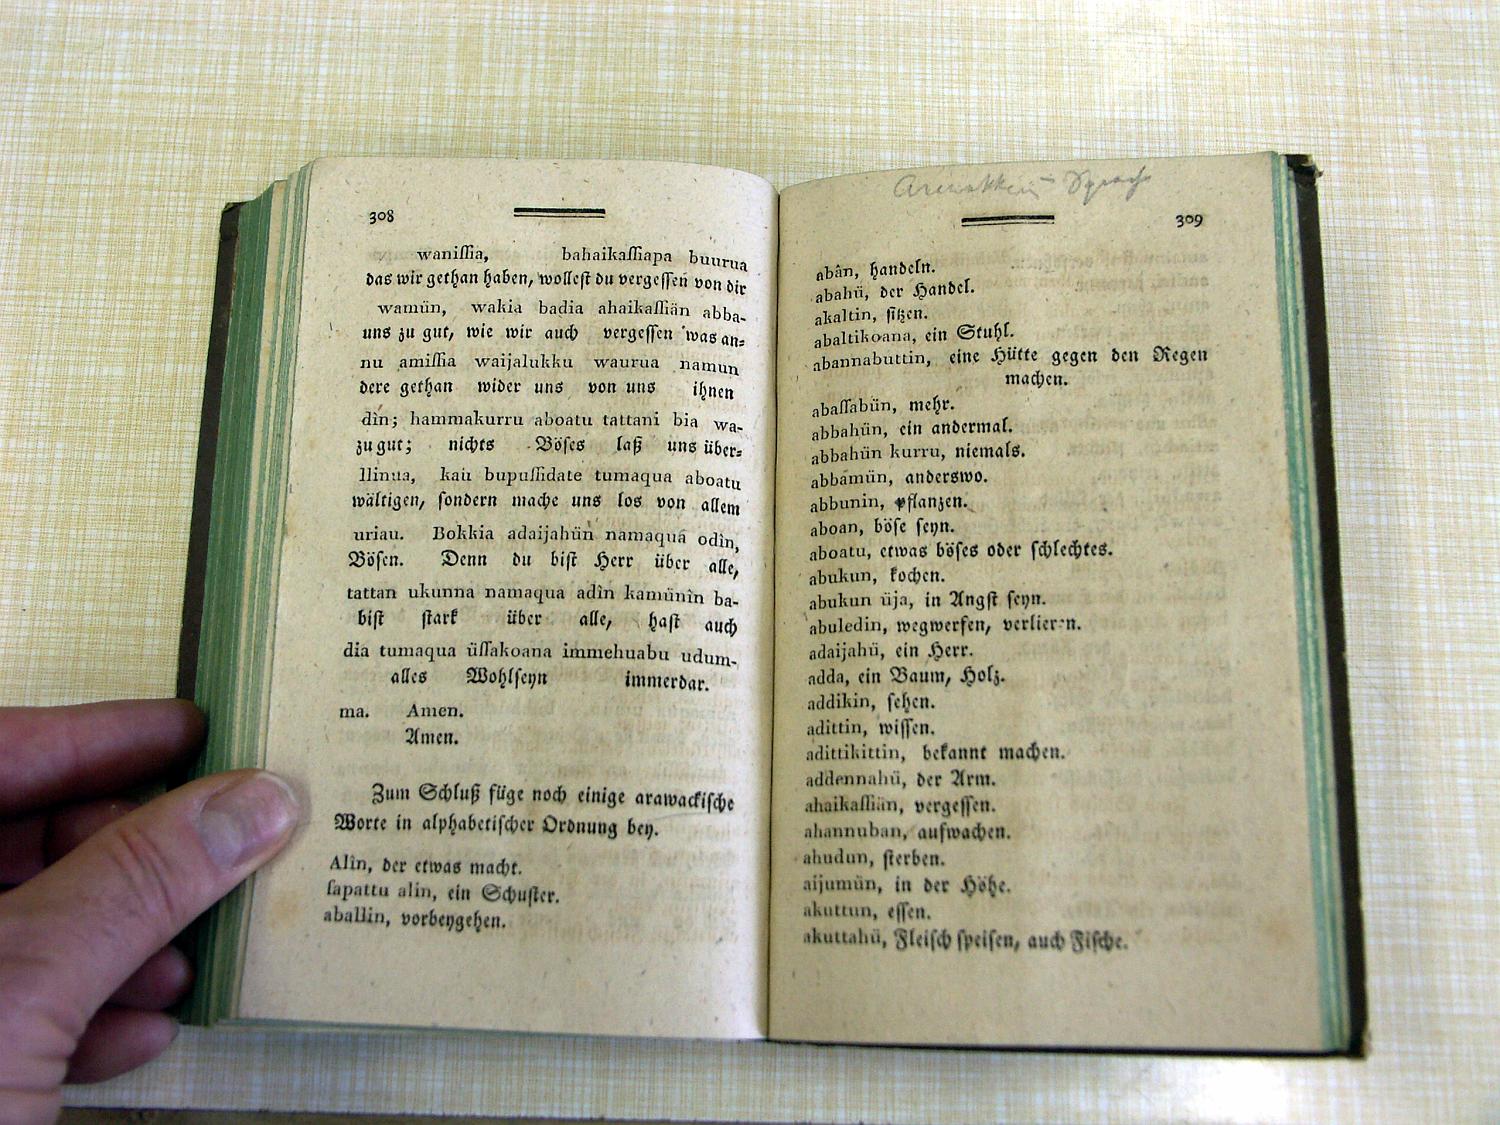 308
wanissia, bahaikassiapa buurua
das wir gethan haben, wollest du vergessen von dir
wamün, wakia badia ahaikassiän abba-
uns zu gut, wie wir auch vergessen was an-
nu amissia waijalukku waurua namun
dere gethan wider uns von uns ihnen
dìn; hammakurru aboatu tattani bia wa-
zu gut; nichts Böses laß uns über-
llinua, kaü bupussidate tumaqua aboatu
wältigen, sondern mache uns los von allem
uriau. Bokkia adaijahün namaqua odìn,
Bösen. Denn du bist Herr über alle,
tattan ukunna namaqua adìn kamünìn ba-
bist stark über alle, hast auch
dia tumaqua üssakoana immehuabu udum-
alles Wohlseyn immerdar.
ma. Amen.
Amen.
Zum Schluß füge noch einige arawackische
Worte in alphabetischer Ordnung bey.
Alìn, der etwas macht.
sapattu alin, ein Schuster.
aballin, vorbeygehen.
Arawakken Sprach
309
abân, handeln.
abahü, der Handel.
akaltin, sitzen.
abaltikoana, ein Stuhl.
abannabuttin, eine Hütte gegen den Regen
machen.
abassabün, mehr.
abbahün, ein andermal.
abbahün kurru, niemals.
abbamün, anderswo.
abbunin, pflanzen.
aboan, böse seyn.
aboatu, etwas böses oder schlechtes.
abukun, kochen.
abukun üja, in Angst seyn.
abuledin, wegwerfen, verlieren.
adaijahü, ein Herr.
adda, ein Baum, Holz.
addikin, sehen.
adittin, wissen.
adittikittin, bekannt machen.
addennahü, der Arm.
ahaikassiän, vergessen.
ahannuban, aufwachen.
ahudun, sterben.
aijumün, in der Höhe.
akuttun, essen.
akuttahü, Fleisch speisen, auch Fische.